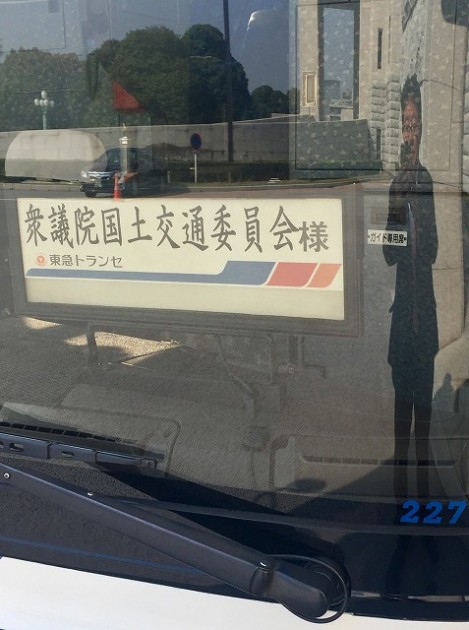 衆議院国土交通委員会様
東急トランセ
ガイド専用席
227